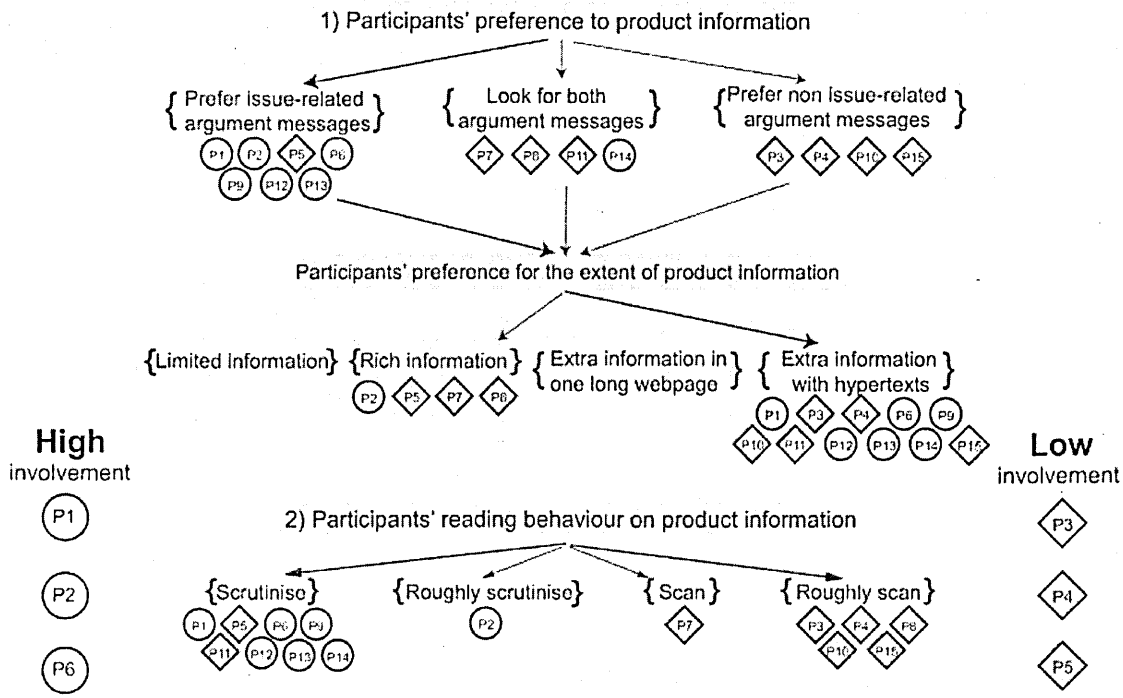 1) Participants' preference to product information
{ Prefer issue-related argument messages }
P1 P2 P5 P6
P9 P12 P13
{ Look for both argument messages }
P7 P8 P11 P14
{ Prefer non issue-related argument messages }
P3 P4 P10 P15
Participants' preference for the extent of product information
{Limited information}
{Rich information}
P2 P5 P7 P8
{ Extra information in one long webpage }
{ Extra information with hypertexts }
P1 P3 P4 P6 P9
P10 P11 P12 P13 P14 P15
High
involvement
P1
P2
P6
Low
involvement
P3
P4
P5
2) Participants' reading behaviour on product information
{Scrutinise}
P1 P5 P6 P9
P11 P12 P13 P14
{Roughly scrutinise}
P2
{Scan}
P7
{Roughly scan}
P3 P4 P8
P10 P15